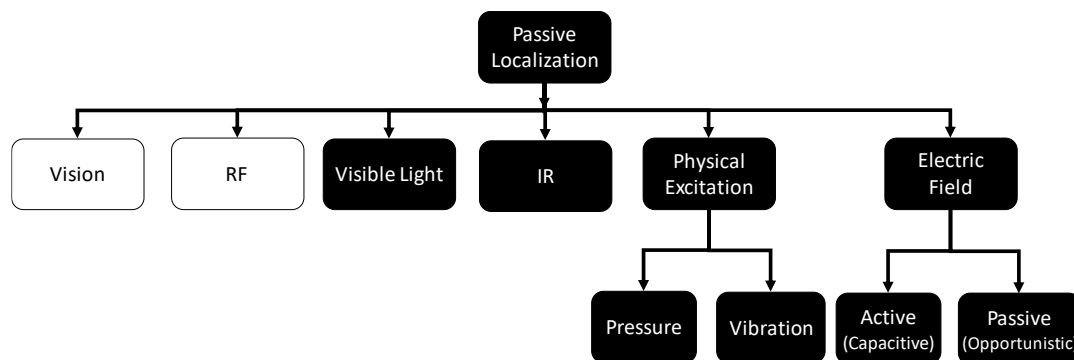 Passive
Localization
Vision
RF
Visible Light
IR
Physical
Excitation
Electric
Field
Pressure
Vibration
Active
(Capacitive)
Passive
(Opportunistic)